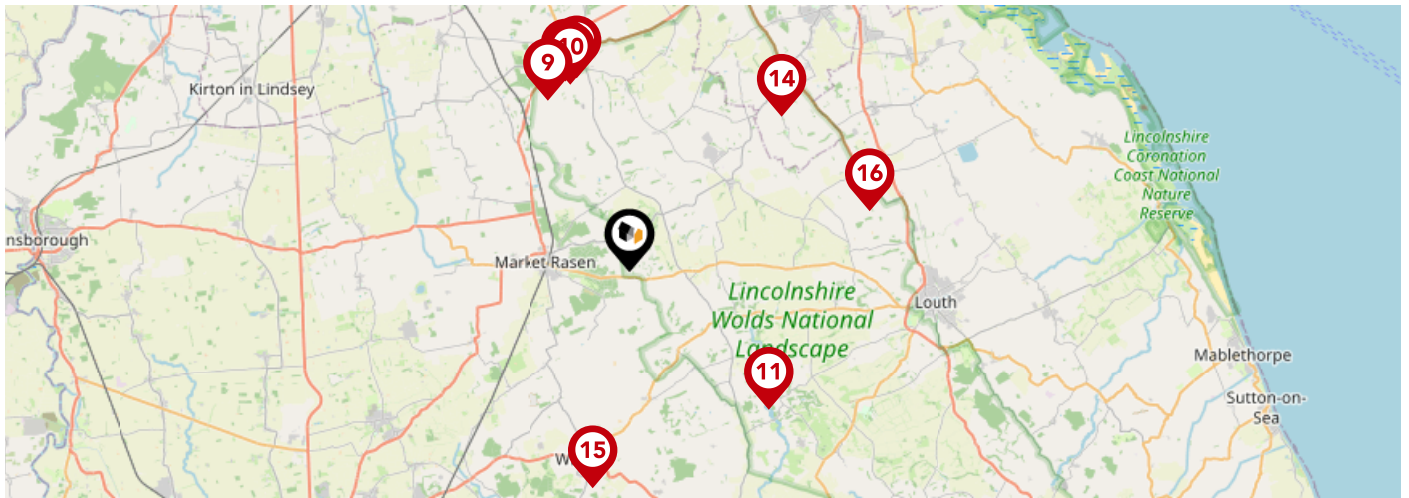 10
9
14
Kirton in Lindsey
Lincolnshire
Coronation
Coast National
Nature
Reserve
16
nsborough
Market Rasen
Lincolnshire
Wolds National
Landscape
Louth
11
Mablethorpe
Sutton-on-
Sea
15
W